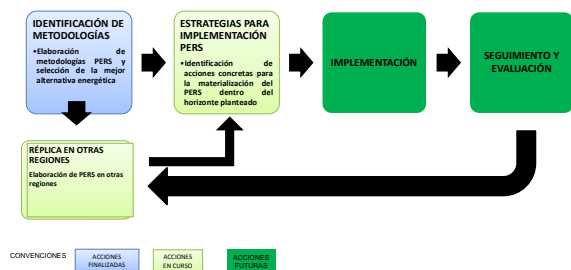 IDENTIFICACIÓN DE
METODOLOGÍAS
•Elaboración de
metodologías PERS y
selección de la mejor
alternativa energética
ESTRATEGIAS PARA
IMPLEMENTACIÓN
PERS
•Identificación de
acciones concretas para
la materialización del
PERS dentro del
horizonte planteado
IMPLEMENTACIÓN
SEGUIMIENTO Y
EVALUACIÓN
RÉPLICA EN OTRAS
REGIONES
Elaboración de PERS en otras
regiones
CONVENCIONES
ACCIONES
FINALIZADAS
ACCIONES
EN CURSO
ACCIONES
FUTURAS